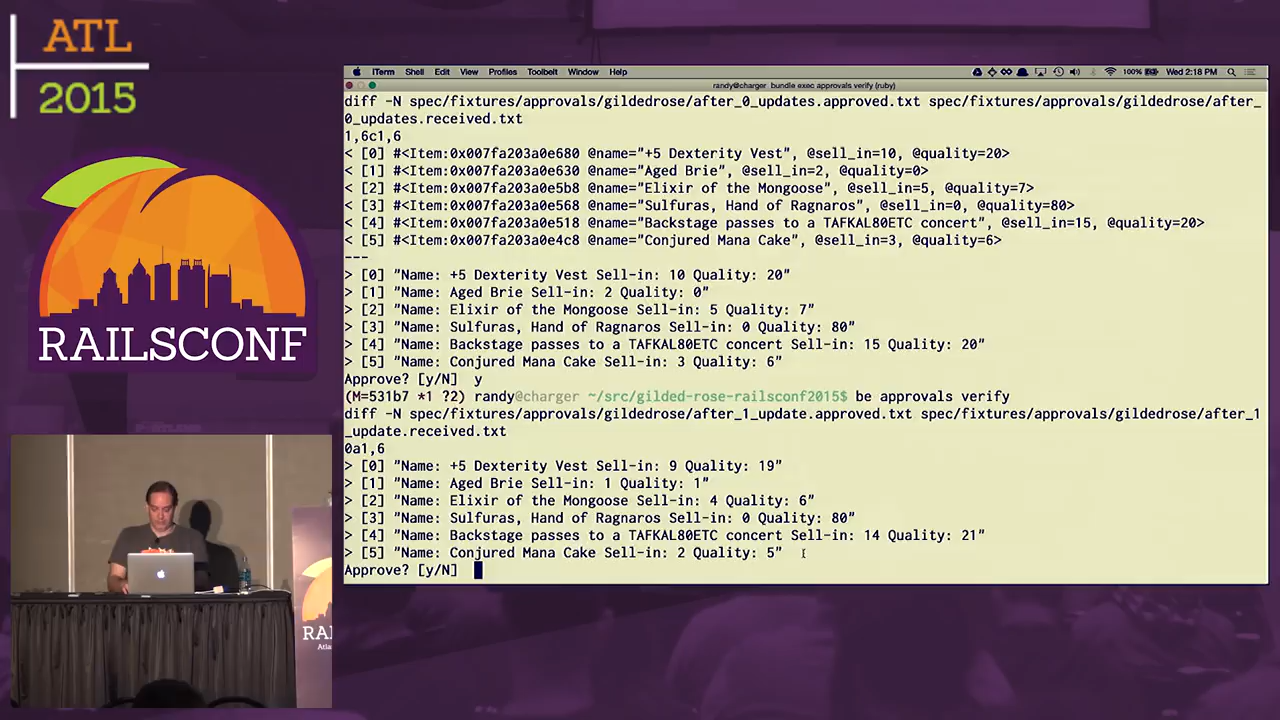 ATL
2015
RAILSCONF
iTerm Shell Edit View Profiles Toolbelt Window Help 100% Wed 2:18 PM
randy@charger bundle exec approvals verify (ruby)
diff -N spec/fixtures/approvals/gildedrose/after_0_updates.approved.txt spec/fixtures/approvals/gildedrose/after_
0_updates.received.txt
1,6c1,6
< [0] #<Item:0x007fa203a0e680 @name="+5 Dexterity Vest", @sell_in=10, @quality=20>
< [1] #<Item:0x007fa203a0e630 @name="Aged Brie", @sell_in=2, @quality=0>
< [2] #<Item:0x007fa203a0e5b8 @name="Elixir of the Mongoose", @sell_in=5, @quality=7>
< [3] #<Item:0x007fa203a0e568 @name="Sulfuras, Hand of Ragnaros", @sell_in=0, @quality=80>
< [4] #<Item:0x007fa203a0e518 @name="Backstage passes to a TAFKAL80ETC concert", @sell_in=15, @quality=20>
< [5] #<Item:0x007fa203a0e4c8 @name="Conjured Mana Cake", @sell_in=3, @quality=6>
---
> [0] "Name: +5 Dexterity Vest Sell-in: 10 Quality: 20"
> [1] "Name: Aged Brie Sell-in: 2 Quality: 0"
> [2] "Name: Elixir of the Mongoose Sell-in: 5 Quality: 7"
> [3] "Name: Sulfuras, Hand of Ragnaros Sell-in: 0 Quality: 80"
> [4] "Name: Backstage passes to a TAFKAL80ETC concert Sell-in: 15 Quality: 20"
> [5] "Name: Conjured Mana Cake Sell-in: 3 Quality: 6"
Approve? [y/N] y
(M=531b7 *1 ?2) randy@charger ~/src/gilded-rose-railsconf2015$ be approvals verify
diff -N spec/fixtures/approvals/gildedrose/after_1_update.approved.txt spec/fixtures/approvals/gildedrose/after_1
_update.received.txt
0a1,6
> [0] "Name: +5 Dexterity Vest Sell-in: 9 Quality: 19"
> [1] "Name: Aged Brie Sell-in: 1 Quality: 1"
> [2] "Name: Elixir of the Mongoose Sell-in: 4 Quality: 6"
> [3] "Name: Sulfuras, Hand of Ragnaros Sell-in: 0 Quality: 80"
> [4] "Name: Backstage passes to a TAFKAL80ETC concert Sell-in: 14 Quality: 21"
> [5] "Name: Conjured Mana Cake Sell-in: 2 Quality: 5"
Approve? [y/N]
RA
Atla